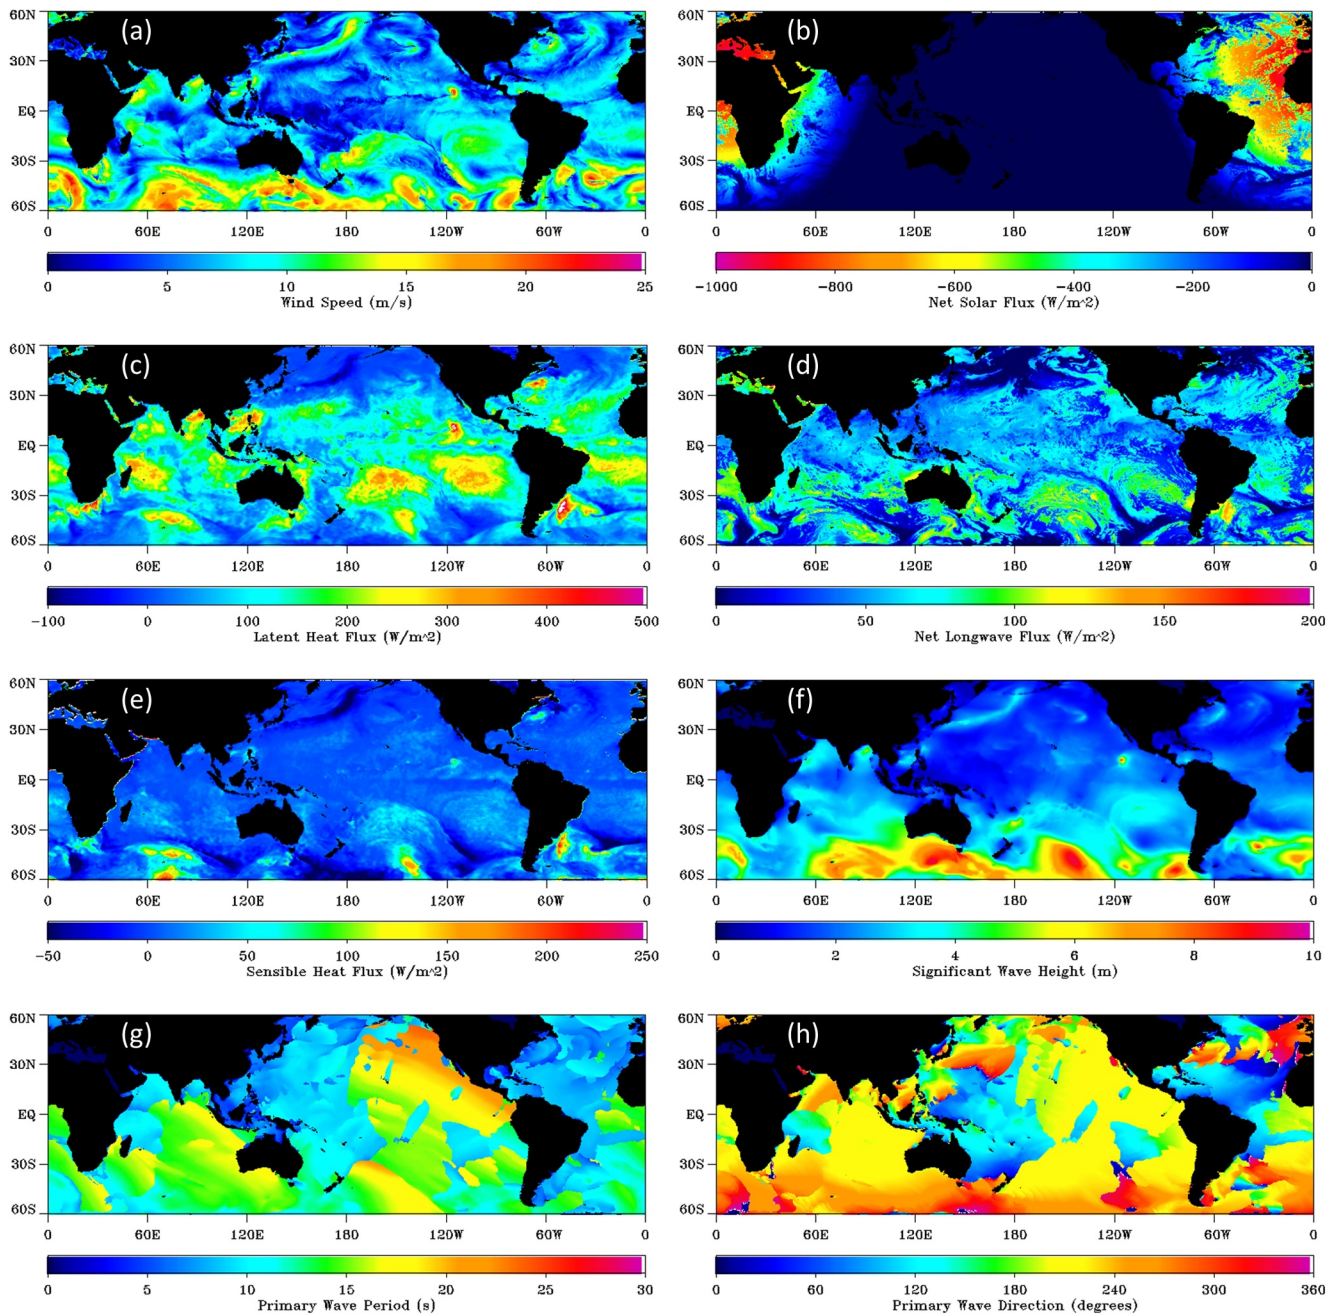 (a)
60N
30N
EQ
30S
60S
0 60E 120E 180 120W 60W 0
0 5 10 15 20 25
Wind Speed (m/s)
(b)
60N
30N
EQ
30S
60S
0 60E 120E 180 120W 60W 0
-1000 -800 -600 -400 -200 0
Net Solar Flux (W/m^2)
(c)
60N
30N
EQ
30S
60S
0 60E 120E 180 120W 60W 0
-100 0 100 200 300 400 500
Latent Heat Flux (W/m^2)
(d)
60N
30N
EQ
30S
60S
0 60E 120E 180 120W 60W 0
0 50 100 150 200
Net Longwave Flux (W/m^2)
(e)
60N
30N
EQ
30S
60S
0 60E 120E 180 120W 60W 0
-50 0 50 100 150 200 250
Sensible Heat Flux (W/m^2)
(f)
60N
30N
EQ
30S
60S
0 60E 120E 180 120W 60W 0
0 2 4 6 8 10
Significant Wave Height (m)
(g)
60N
30N
EQ
30S
60S
0 60E 120E 180 120W 60W 0
0 5 10 15 20 25 30
Primary Wave Period (s)
(h)
60N
30N
EQ
30S
60S
0 60E 120E 180 120W 60W 0
0 60 120 180 240 300 360
Primary Wave Direction (degrees)